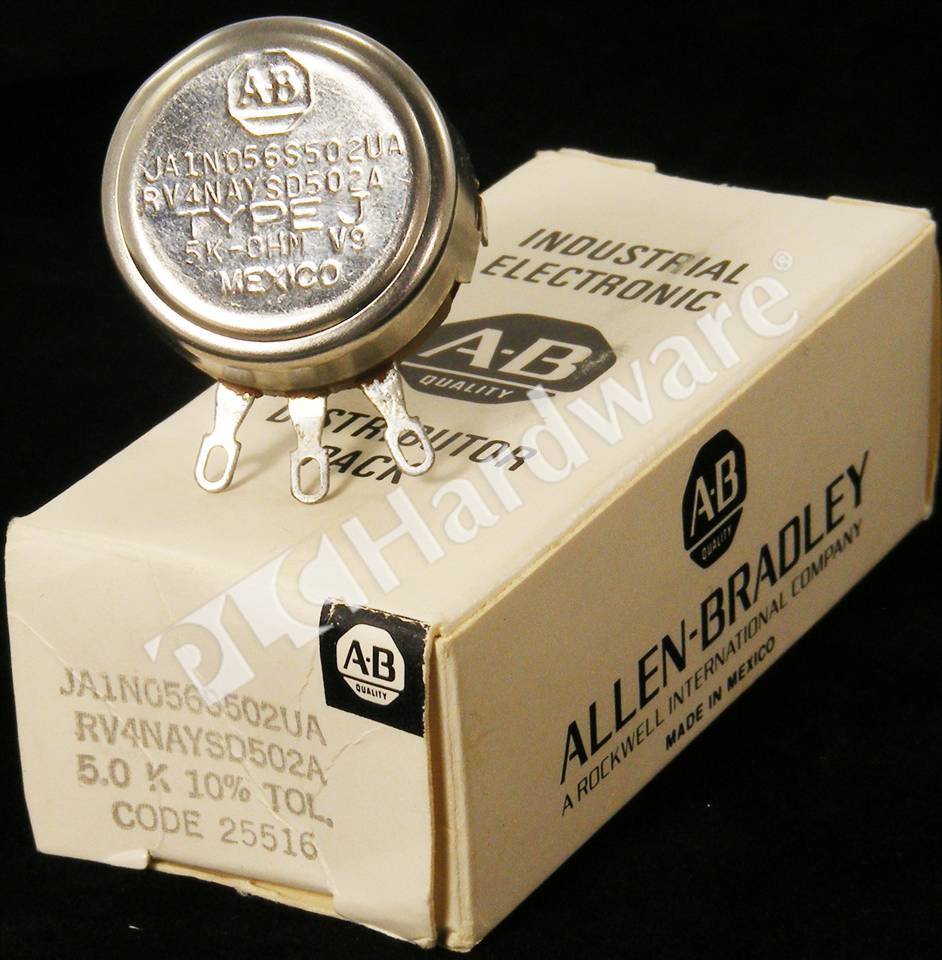 A-B
JA1N056S502UA
RV4NAYSD502A
TYPE J
5K-OHM V9
MEXICO
INDUSTRIAL
ELECTRONIC
A-B
QUALITY
DISTRIBUTOR
PACK
A-B
QUALITY
ALLEN-BRADLEY
A ROCKWELL INTERNATIONAL COMPANY
MADE IN MEXICO
A-B
QUALITY
JA1N056S502UA
RV4NAYSD502A
5.0 K 10% TOL.
CODE 25516
PLCHardware®